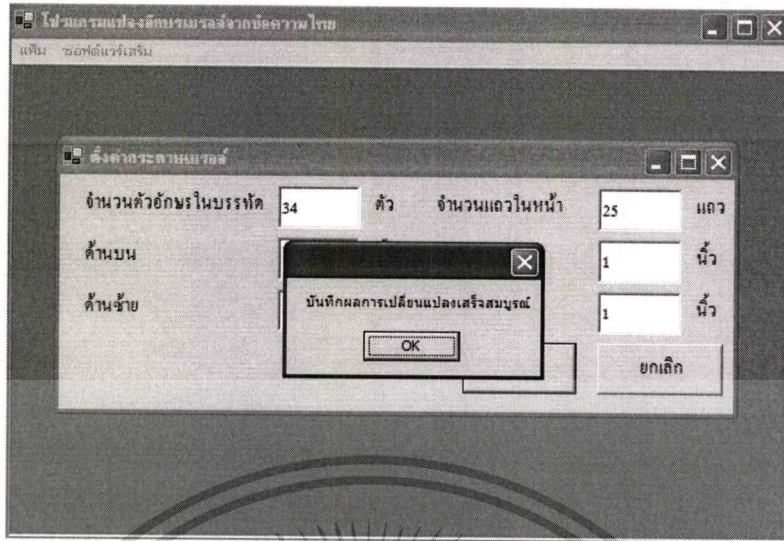 โปรแกรมแปลงอักษรเบรลล์จากข้อความไทย
แฟ้ม ซอฟต์แวร์เสริม
ตั้งค่ากระดาษเบรลล์
จำนวนตัวอักษรในบรรทัด 34 ตัว จำนวนแถวในหน้า 25 แถว
ด้านบน 1 นิ้ว
บันทึกผลการเปลี่ยนแปลงเสร็จสมบูรณ์
ด้านซ้าย 1 นิ้ว
OK
ยกเลิก